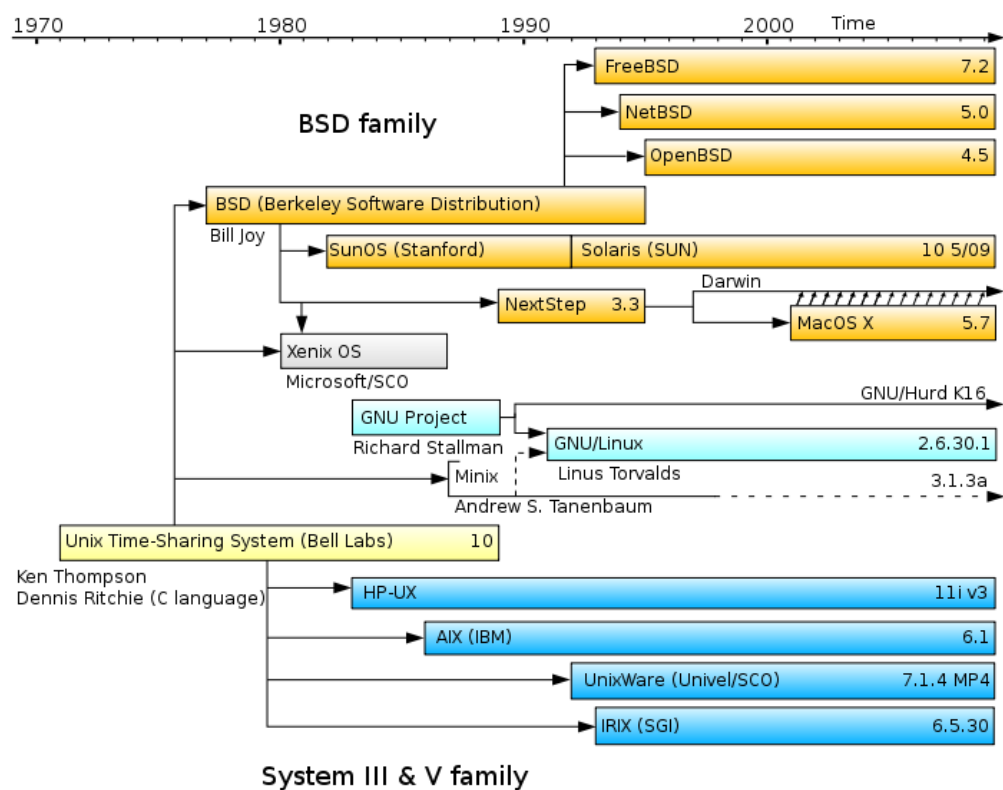 1970 1980 1990 2000 Time
FreeBSD 7.2
NetBSD 5.0
BSD family
OpenBSD 4.5
BSD (Berkeley Software Distribution)
Bill Joy
SunOS (Stanford) Solaris (SUN) 10 5/09
Darwin
NextStep 3.3
MacOS X 5.7
Xenix OS
Microsoft/SCO
GNU/Hurd K16
GNU Project
Richard Stallman
GNU/Linux 2.6.30.1
Linus Torvalds
Minix 3.1.3a
Andrew S. Tanenbaum
Unix Time-Sharing System (Bell Labs) 10
Ken Thompson
Dennis Ritchie (C language)
HP-UX 11i v3
AIX (IBM) 6.1
UnixWare (Univel/SCO) 7.1.4 MP4
IRIX (SGI) 6.5.30
System III & V family